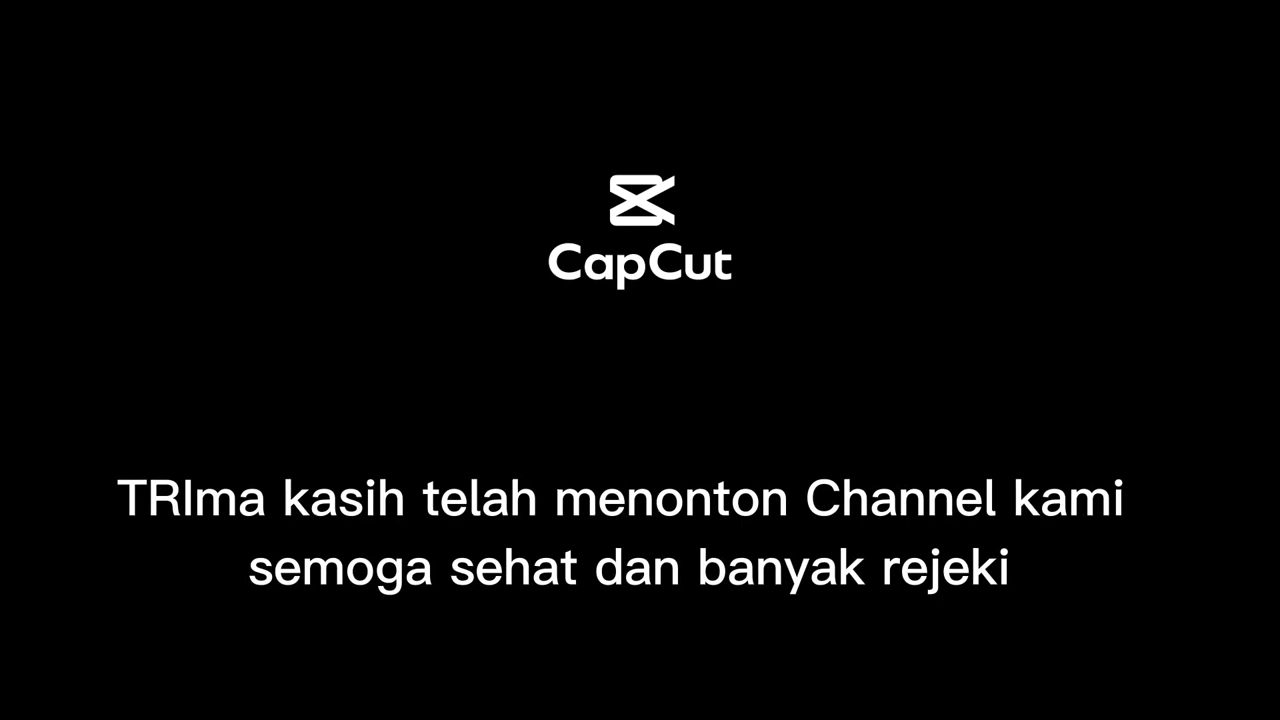 CapCut
TRIma kasih telah menonton Channel kami
semoga sehat dan banyak rejeki